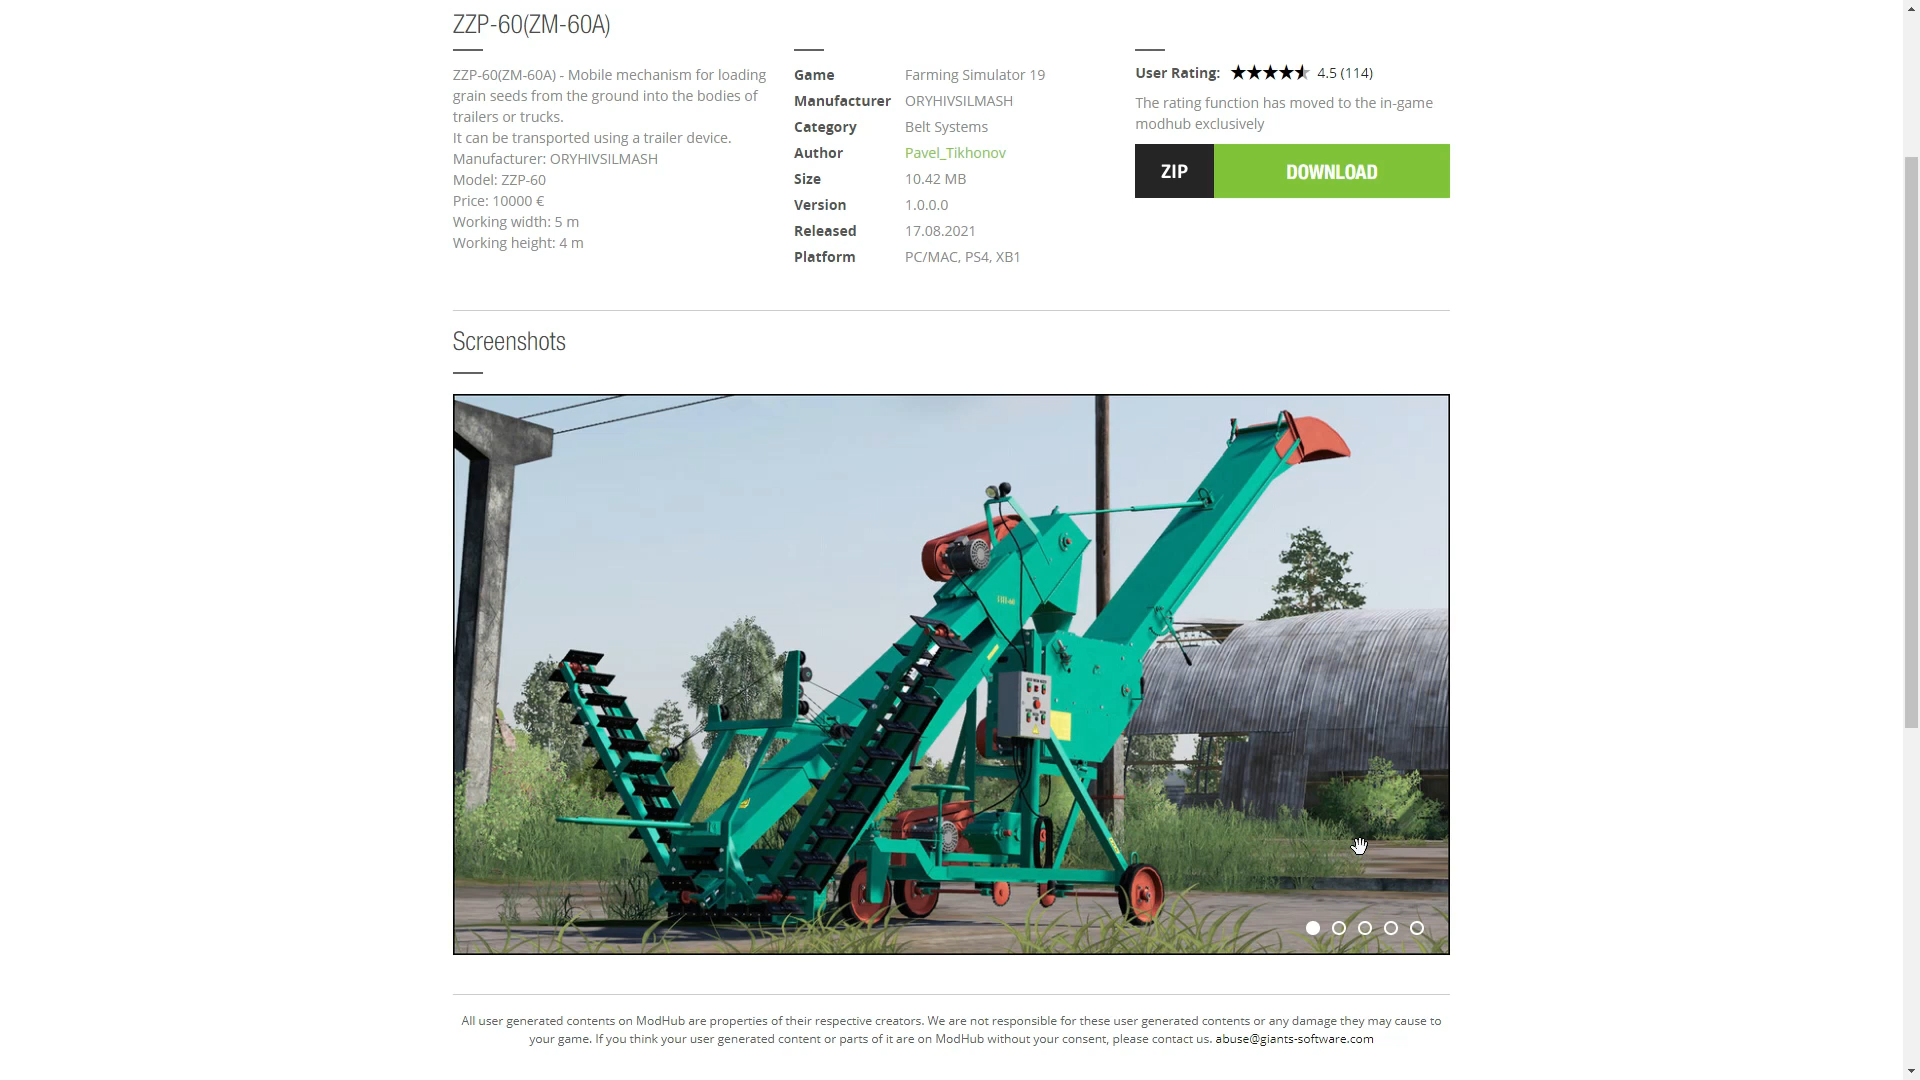 ZZP-60(ZM-60A)
ZZP-60(ZM-60A) - Mobile mechanism for loading
grain seeds from the ground into the bodies of
trailers or trucks.
It can be transported using a trailer device.
Manufacturer: ORYHIVSILMASH
Model: ZZP-60
Price: 10000 €
Working width: 5 m
Working height: 4 m
Game Farming Simulator 19
Manufacturer ORYHIVSILMASH
Category Belt Systems
Author Pavel_Tikhonov
Size 10.42 MB
Version 1.0.0.0
Released 17.08.2021
Platform PC/MAC, PS4, XB1
User Rating: 4.5 (114)
The rating function has moved to the in-game
modhub exclusively
ZIP DOWNLOAD
Screenshots
All user generated contents on ModHub are properties of their respective creators. We are not responsible for these user generated contents or any damage they may cause to
your game. If you think your user generated content or parts of it are on ModHub without your consent, please contact us. abuse@giants-software.com